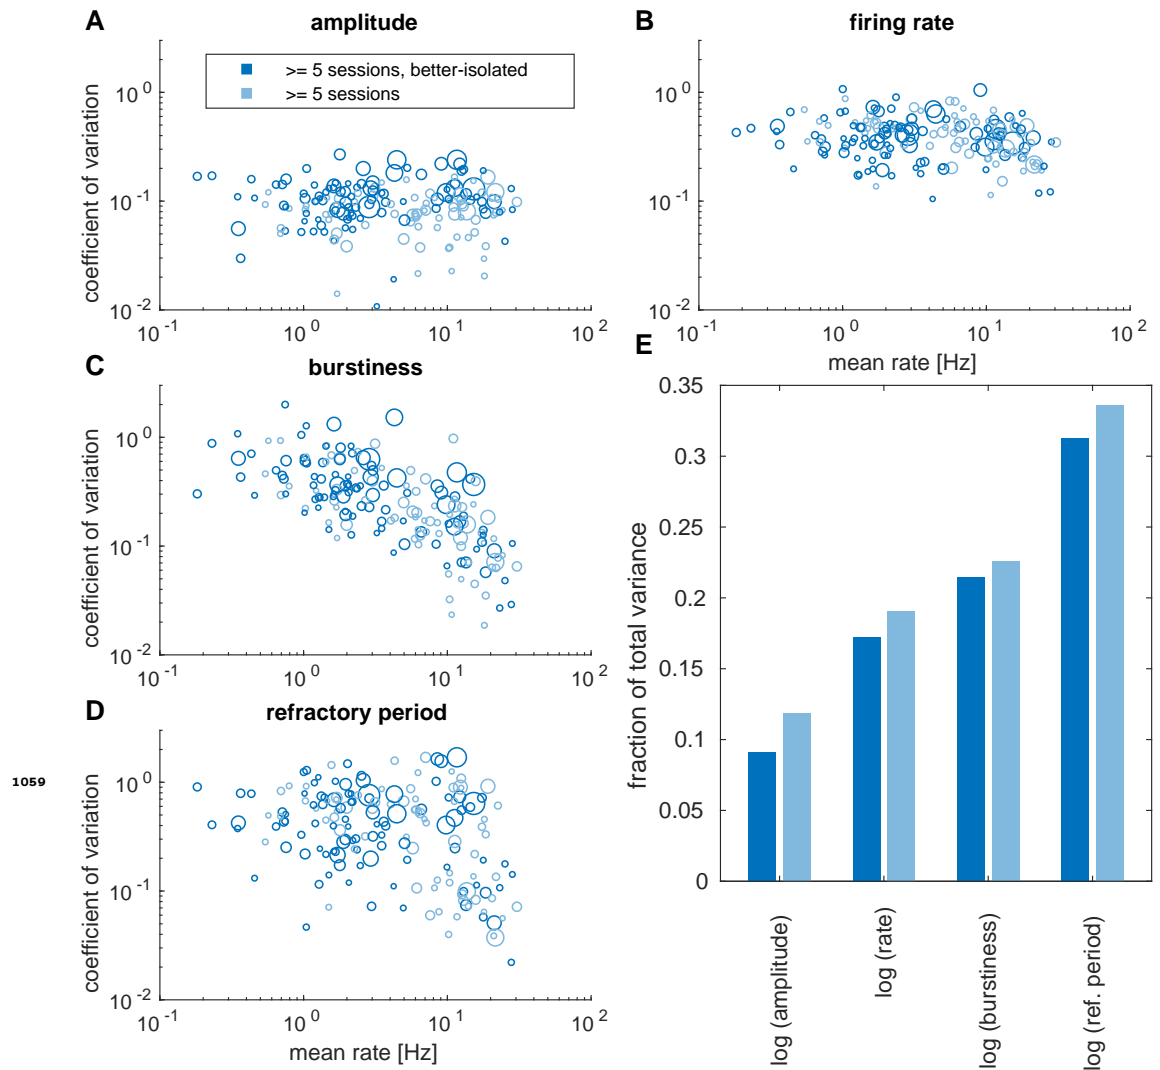 A
amplitude
>= 5 sessions, better-isolated
>= 5 sessions
coefficient of variation
10^0
10^-1
10^-2
10^-1
10^0
10^1
10^2
B
firing rate
10^0
10^-1
10^-2
10^-1
10^0
10^1
10^2
mean rate [Hz]
C
burstiness
coefficient of variation
10^0
10^-1
10^-2
10^-1
10^0
10^1
10^2
D
refractory period
coefficient of variation
10^0
10^-1
10^-2
10^-1
10^0
10^1
10^2
mean rate [Hz]
1059
E
fraction of total variance
0.35
0.3
0.25
0.2
0.15
0.1
0.05
0
log (amplitude)
log (rate)
log (burstiness)
log (ref. period)